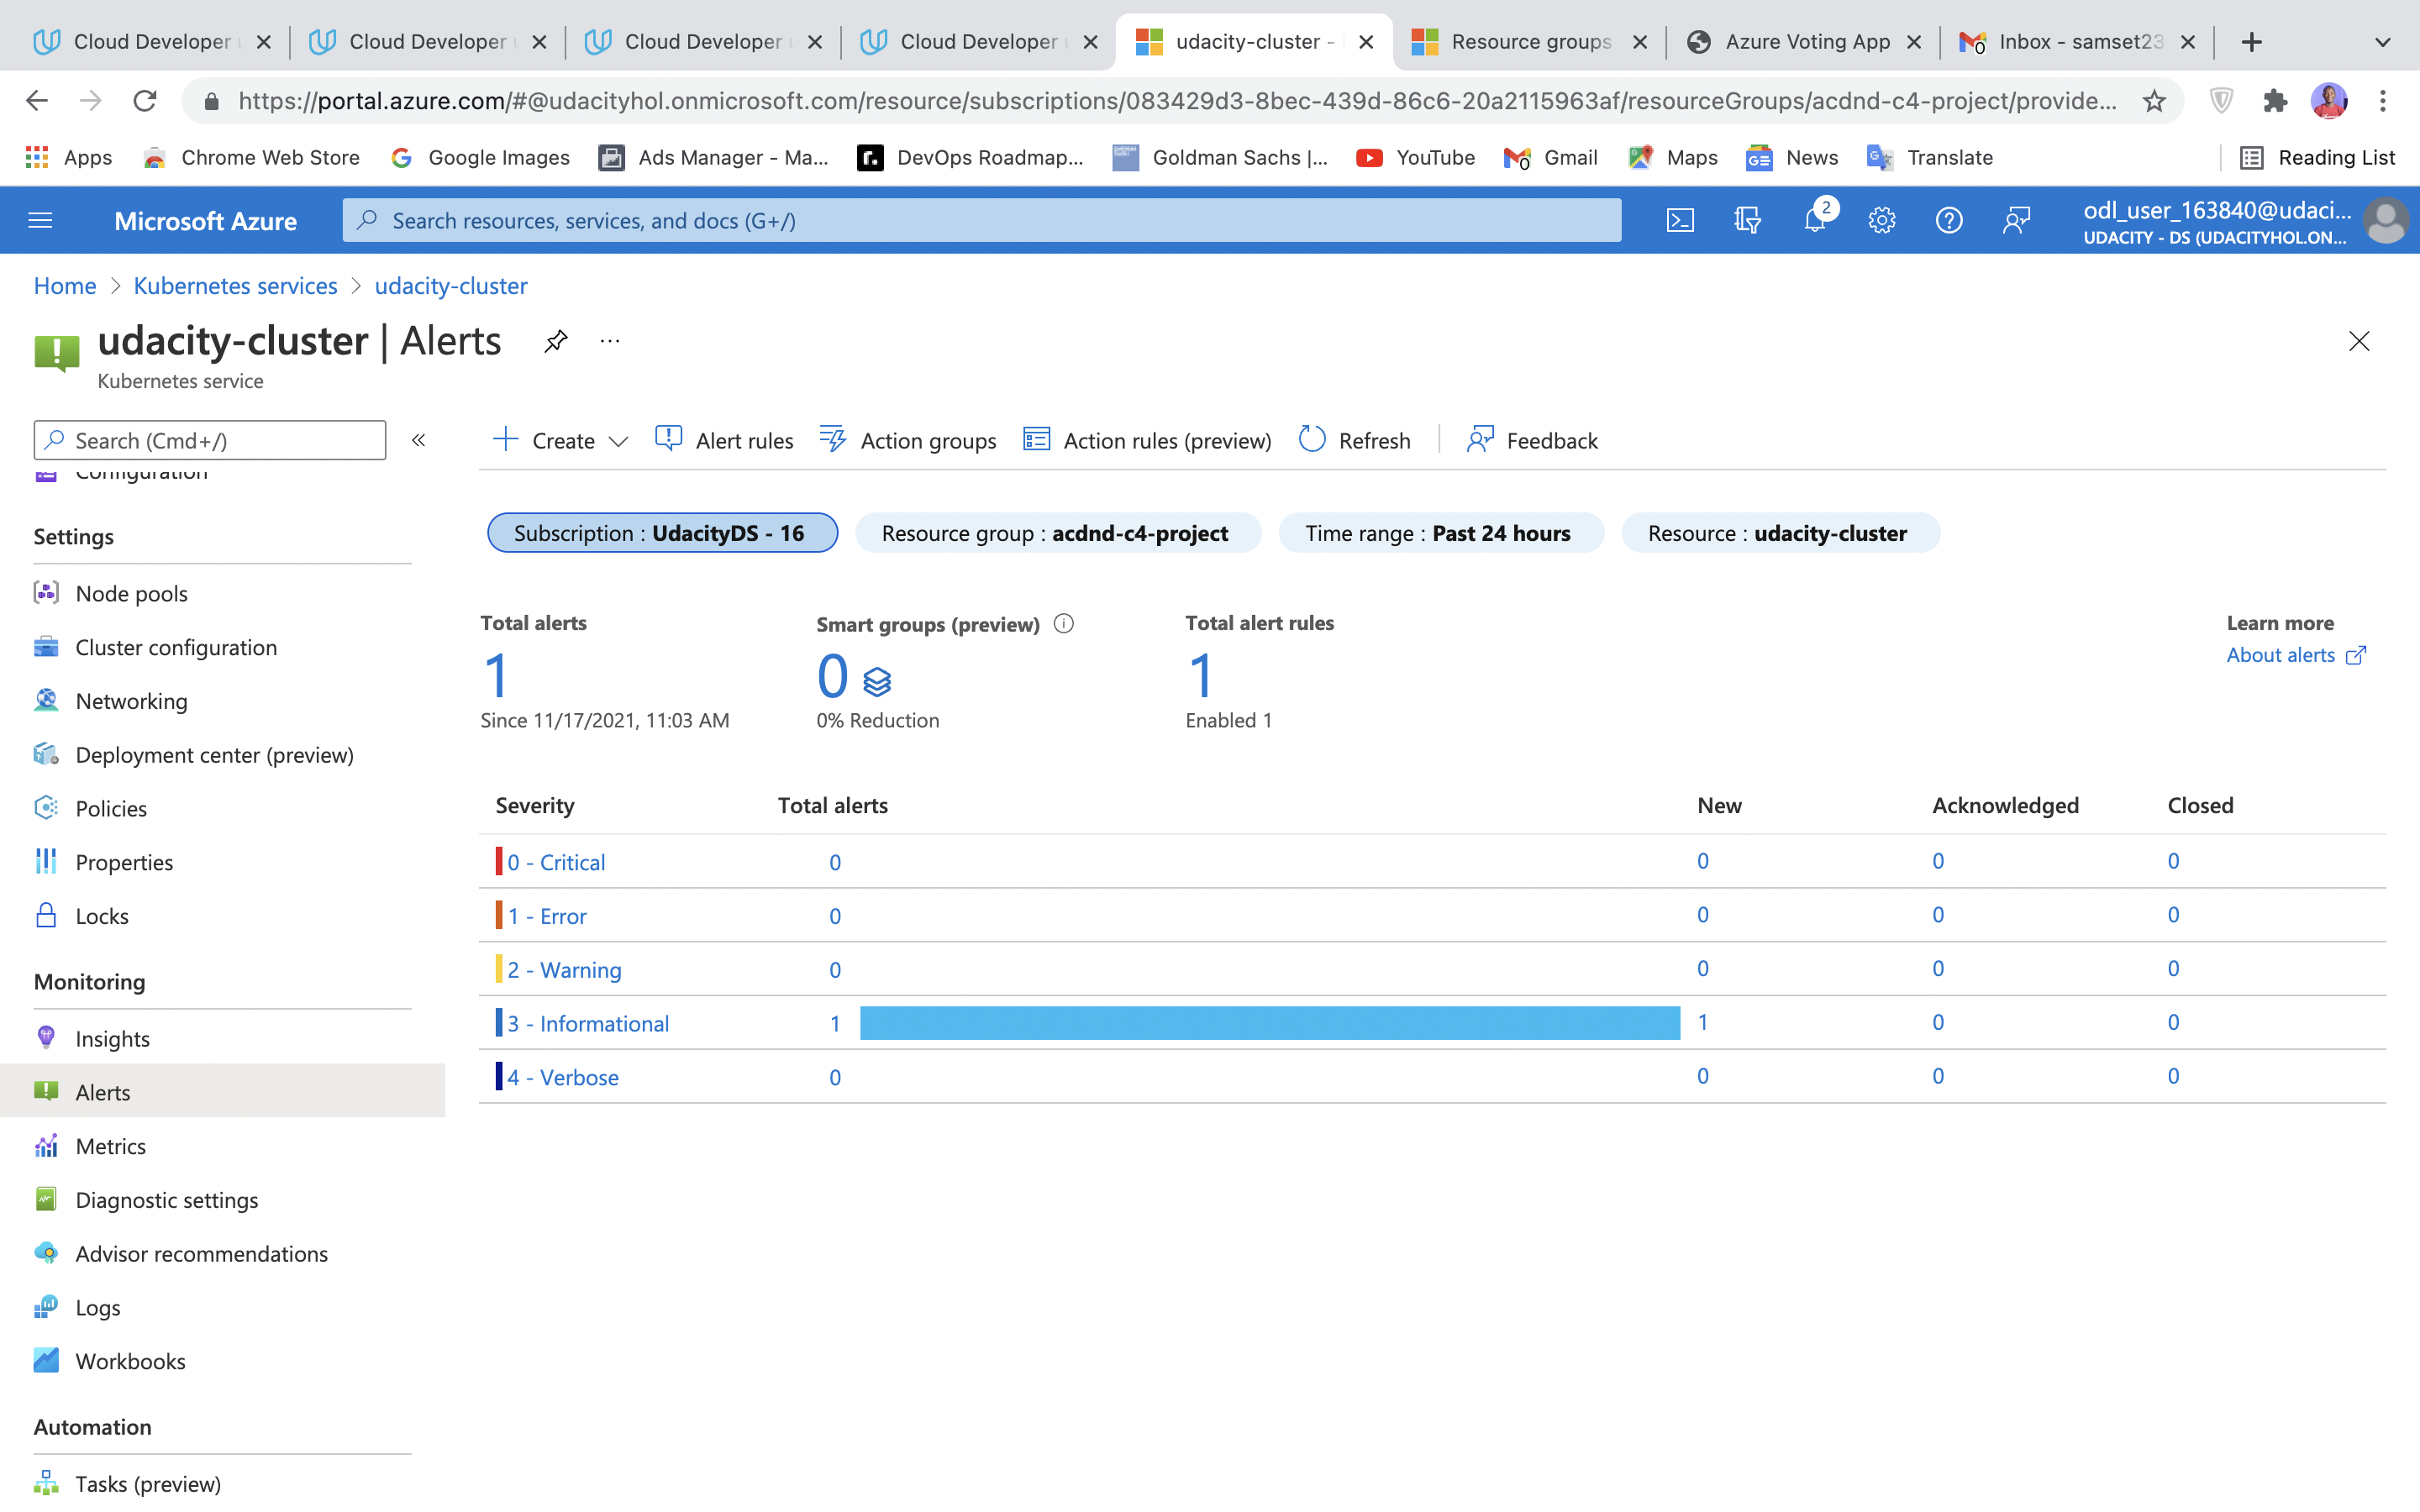 Cloud Developer
Cloud Developer
Cloud Developer
Cloud Developer
udacity-cluster -
Resource groups
Azure Voting App
Inbox - samset23
https://portal.azure.com/#@udacityhol.onmicrosoft.com/resource/subscriptions/083429d3-8bec-439d-86c6-20a2115963af/resourceGroups/acdnd-c4-project/provide...
Apps
Chrome Web Store
Google Images
Ads Manager - Ma...
DevOps Roadmap...
Goldman Sachs |...
YouTube
Gmail
Maps
News
Translate
Reading List
Microsoft Azure
Search resources, services, and docs (G+/)
2
odl_user_163840@udaci...
UDACITY - DS (UDACITYHOL.ON...
Home > Kubernetes services > udacity-cluster
udacity-cluster | Alerts
...
Kubernetes service
Search (Cmd+/)
«
Create
Alert rules
Action groups
Action rules (preview)
Refresh
Feedback
Configuration
Settings
Node pools
Cluster configuration
Networking
Deployment center (preview)
Policies
Properties
Locks
Monitoring
Insights
Alerts
Metrics
Diagnostic settings
Advisor recommendations
Logs
Workbooks
Automation
Tasks (preview)
Subscription : UdacityDS - 16
Resource group : acdnd-c4-project
Time range : Past 24 hours
Resource : udacity-cluster
Total alerts
1
Since 11/17/2021, 11:03 AM
Smart groups (preview)
0
0% Reduction
Total alert rules
1
Enabled 1
Learn more
About alerts
Severity Total alerts New Acknowledged Closed
0 - Critical 0 0 0 0
1 - Error 0 0 0 0
2 - Warning 0 0 0 0
3 - Informational 1 1 0 0
4 - Verbose 0 0 0 0